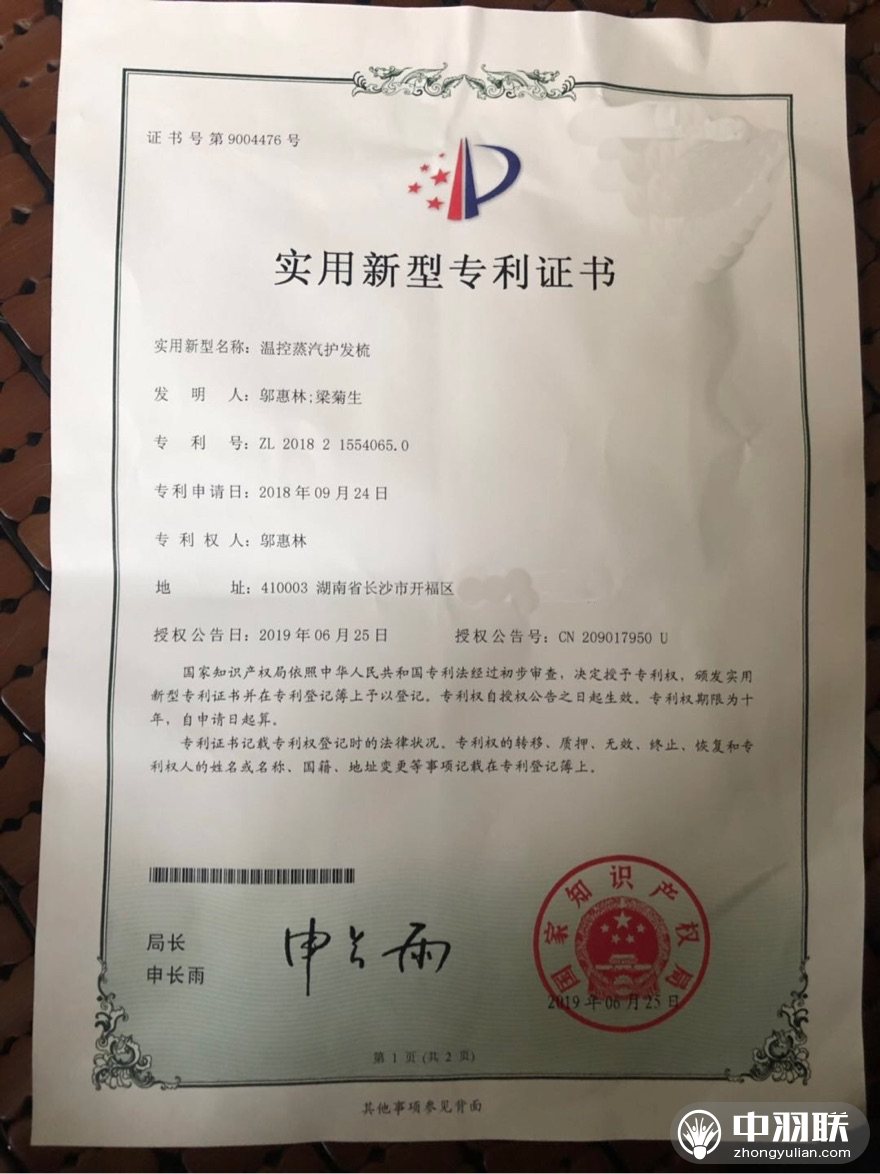 证书号第9004476号
实用新型专利证书
实用新型名称：温控蒸汽护发梳
发明人：邬惠林;梁菊生
专利号：ZL 2018 2 1554065.0
专利申请日：2018年09月24日
专利权人：邬惠林
地址：410003 湖南省长沙市开福区
授权公告日：2019年06月25日 授权公告号：CN 209017950 U
国家知识产权局依照中华人民共和国专利法经过初步审查，决定授予专利权，颁发实用
新型专利证书并在专利登记簿上予以登记。专利权自授权公告之日起生效。专利权期限为十
年，自申请日起算。
专利证书记载专利权登记时的法律状况。专利权的转移、质押、无效、终止、恢复和专
利权人的姓名或名称、国籍、地址变更等事项记载在专利登记簿上。
局长
申长雨
申长雨
国家知识产权局
2019年06月25日
第1页(共2页)
其他事项参见背面
中羽联
zhongyulian.com